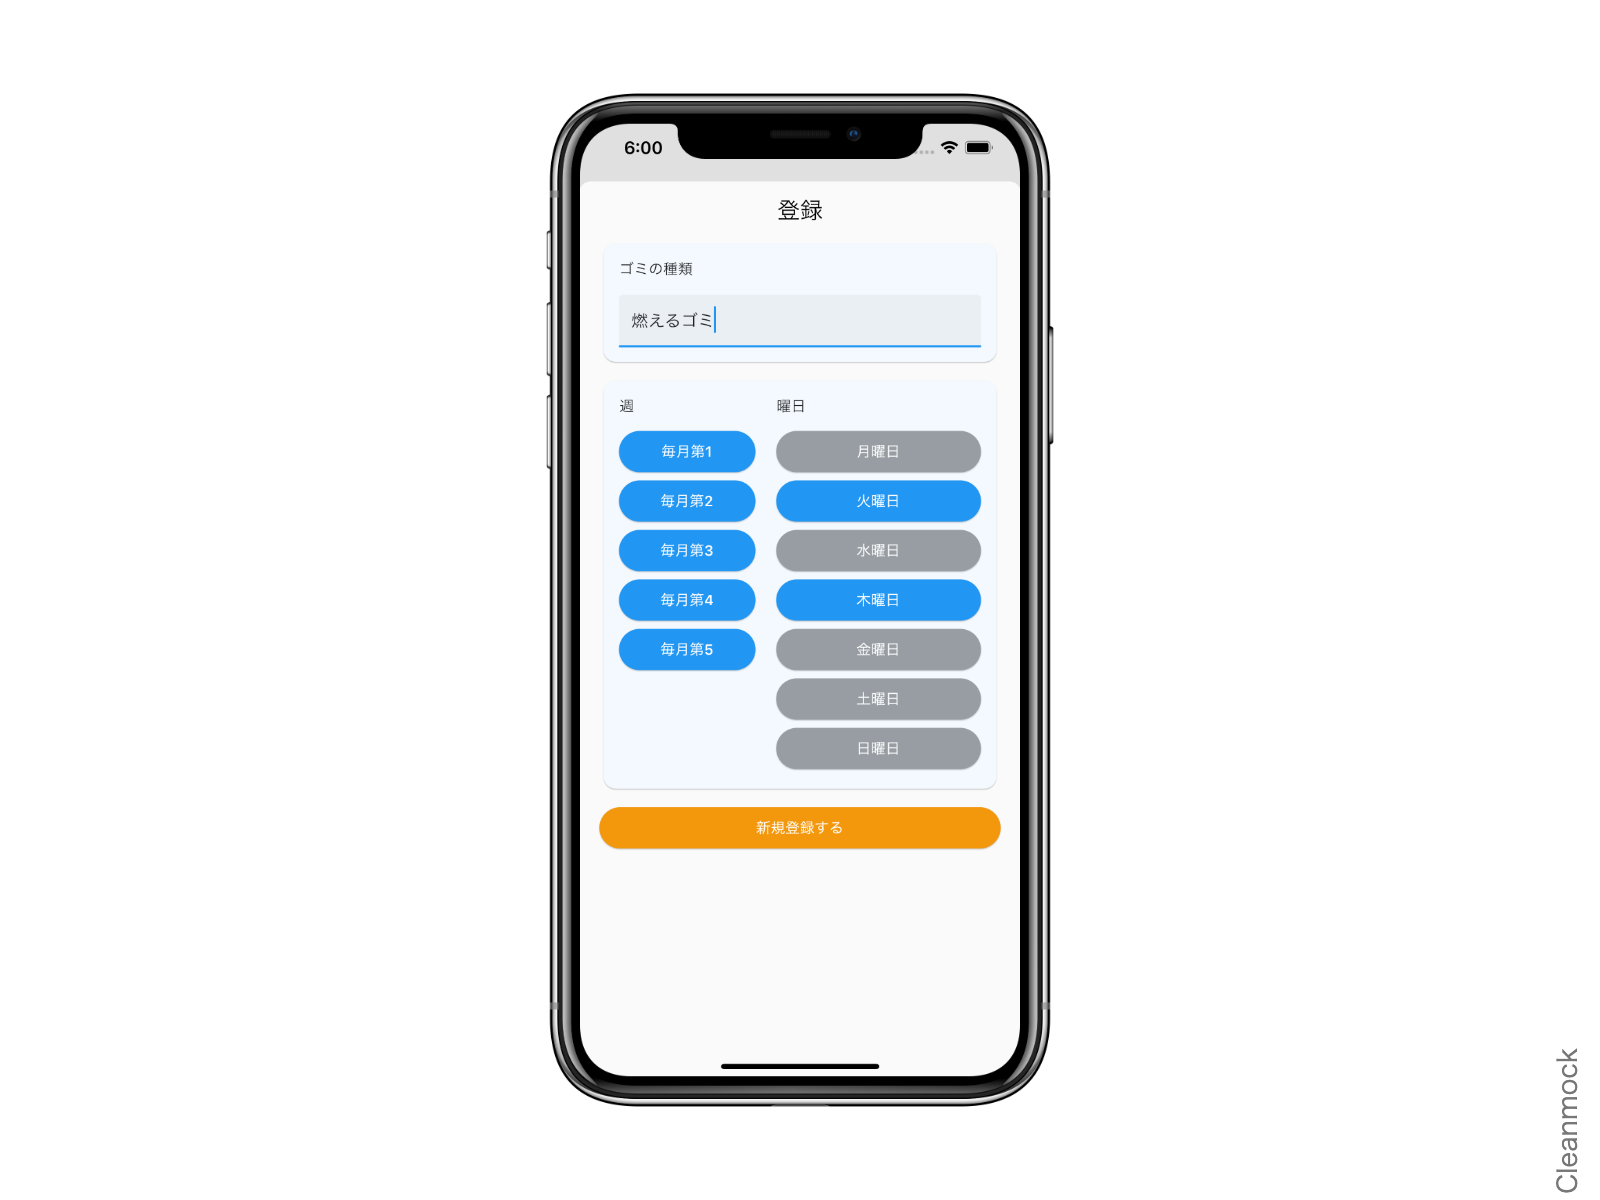 6:00
登録
ゴミの種類
燃えるゴミ
週
曜日
毎月第1
月曜日
毎月第2
火曜日
毎月第3
水曜日
毎月第4
木曜日
毎月第5
金曜日
土曜日
日曜日
新規登録する
Cleanmock